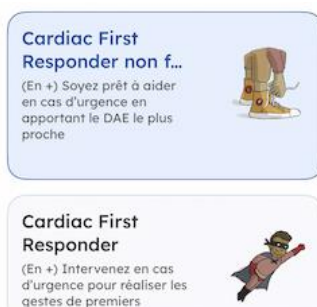 Cardiac First
Responder non f...
(En +) Soyez prêt à aider
en cas d'urgence en
apportant le DAE le plus
proche
Cardiac First
Responder
(En +) Intervenez en cas
d'urgence pour réaliser les
gestes de premiers